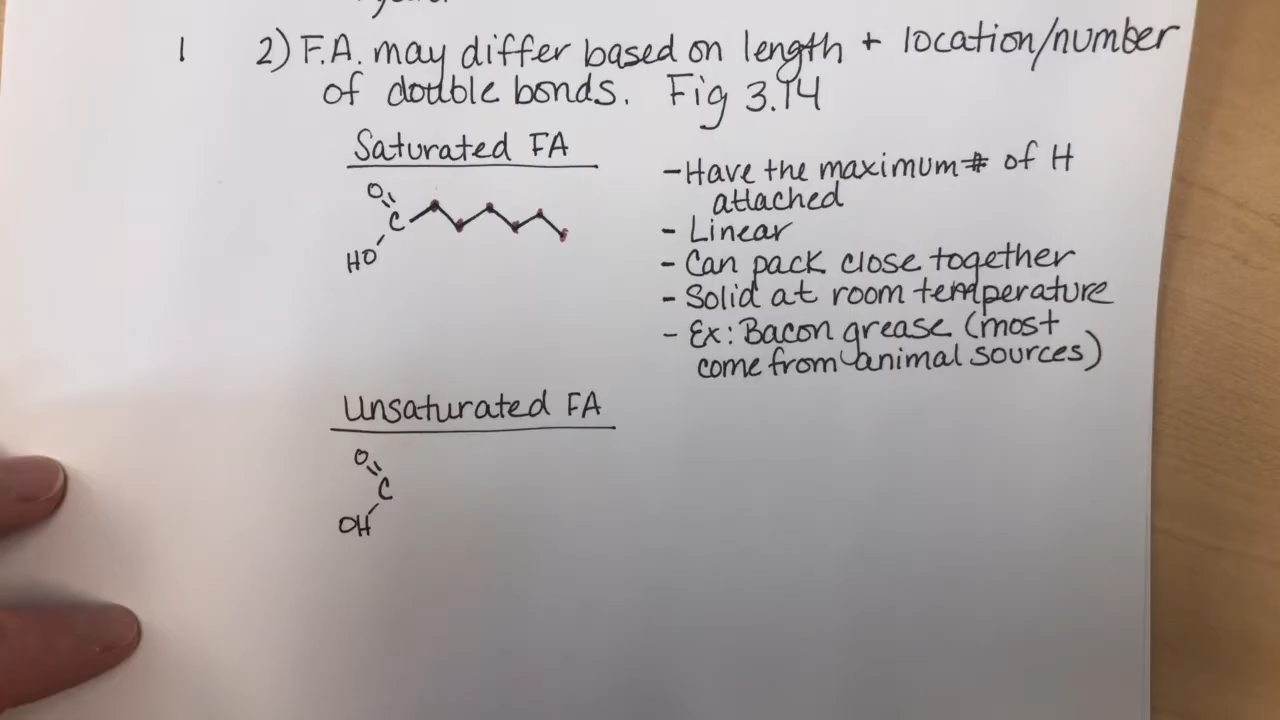 1 2) F.A. may differ based on length + location/number
of double bonds. Fig 3.14
Saturated FA
O
C
HO
- Have the maximum # of H
attached
- Linear
- Can pack close together
- Solid at room temperature
- Ex: Bacon grease (most
come from animal sources)
Unsaturated FA
O
C
OH